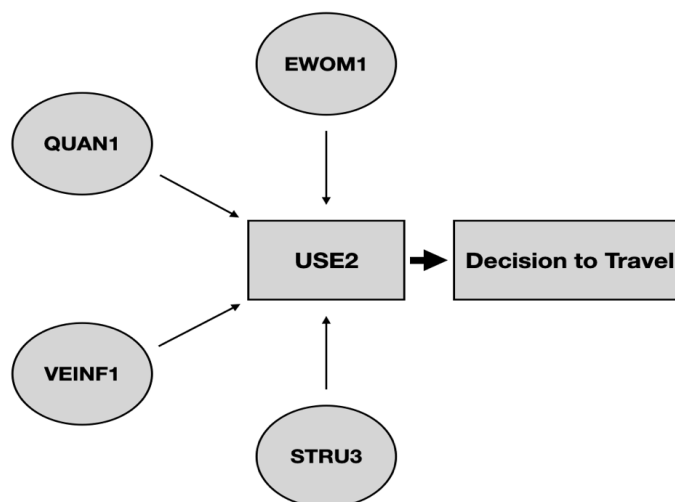 EWOM1
QUAN1
USE2
Decision to Travel
VEINF1
STRU3